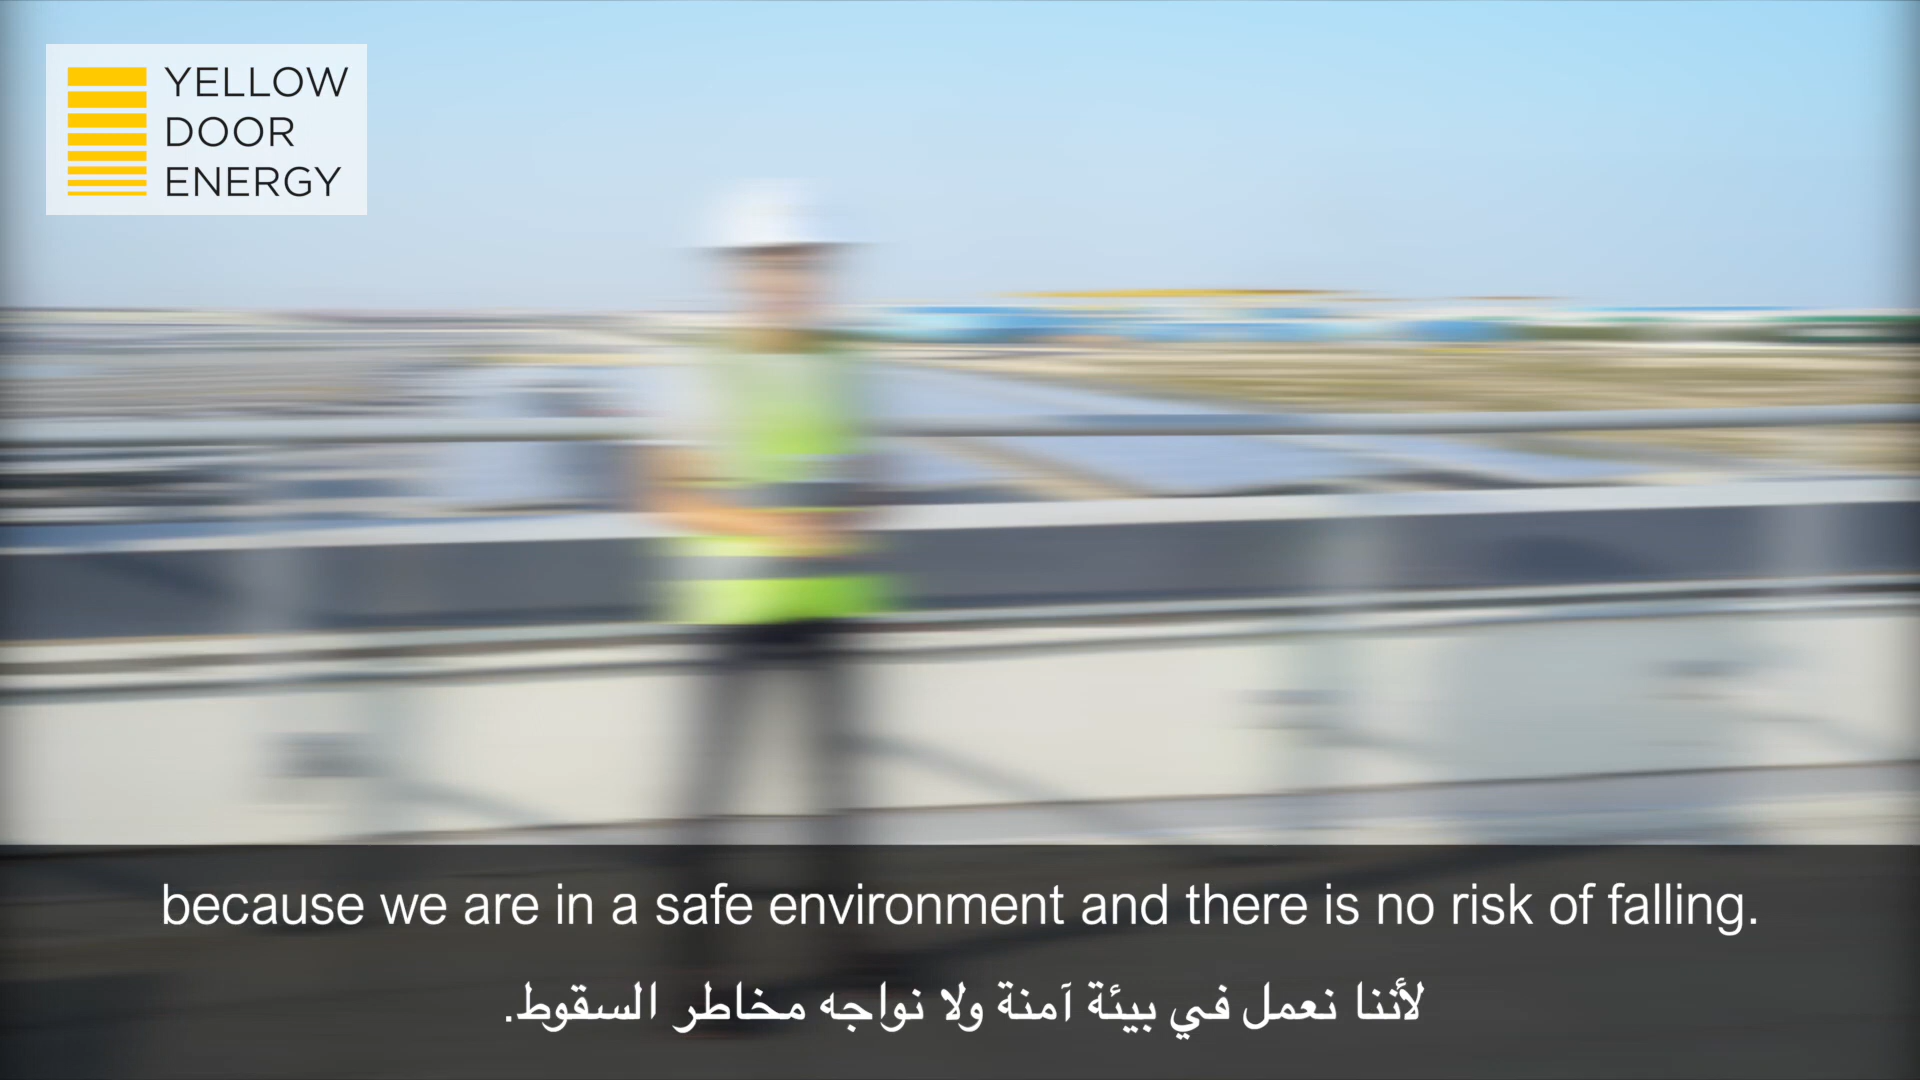 YELLOW
DOOR
ENERGY
because we are in a safe environment and there is no risk of falling.
لأننا نعمل في بيئة آمنة ولا نواجه مخاطر السقوط.